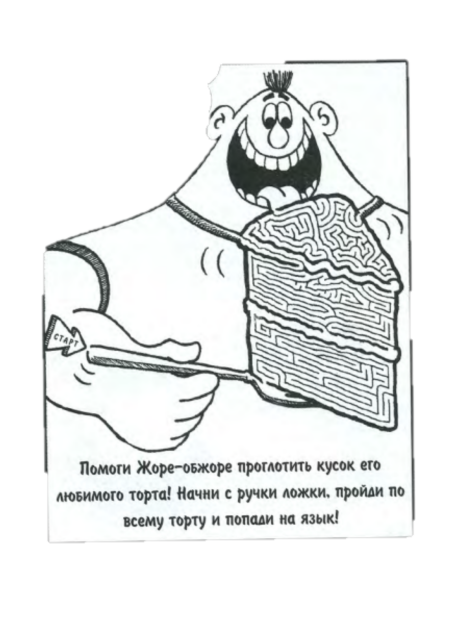 СТАРТ
Помоги Жоре-обжоре проглотить кусок его
любимого торта! Начни с ручки ложки, пройди по
всему торту и попади на язык!